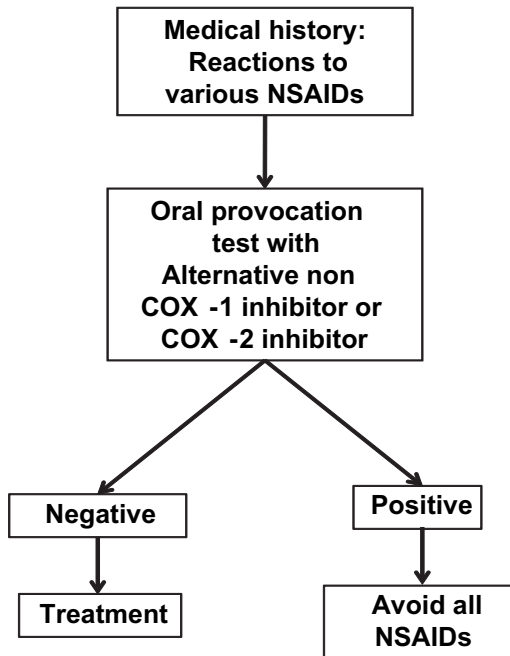 Medical history:
Reactions to
various NSAIDs
Oral provocation
test with
Alternative non
COX -1 inhibitor or
COX -2 inhibitor
Negative
Positive
Treatment
Avoid all
NSAIDs